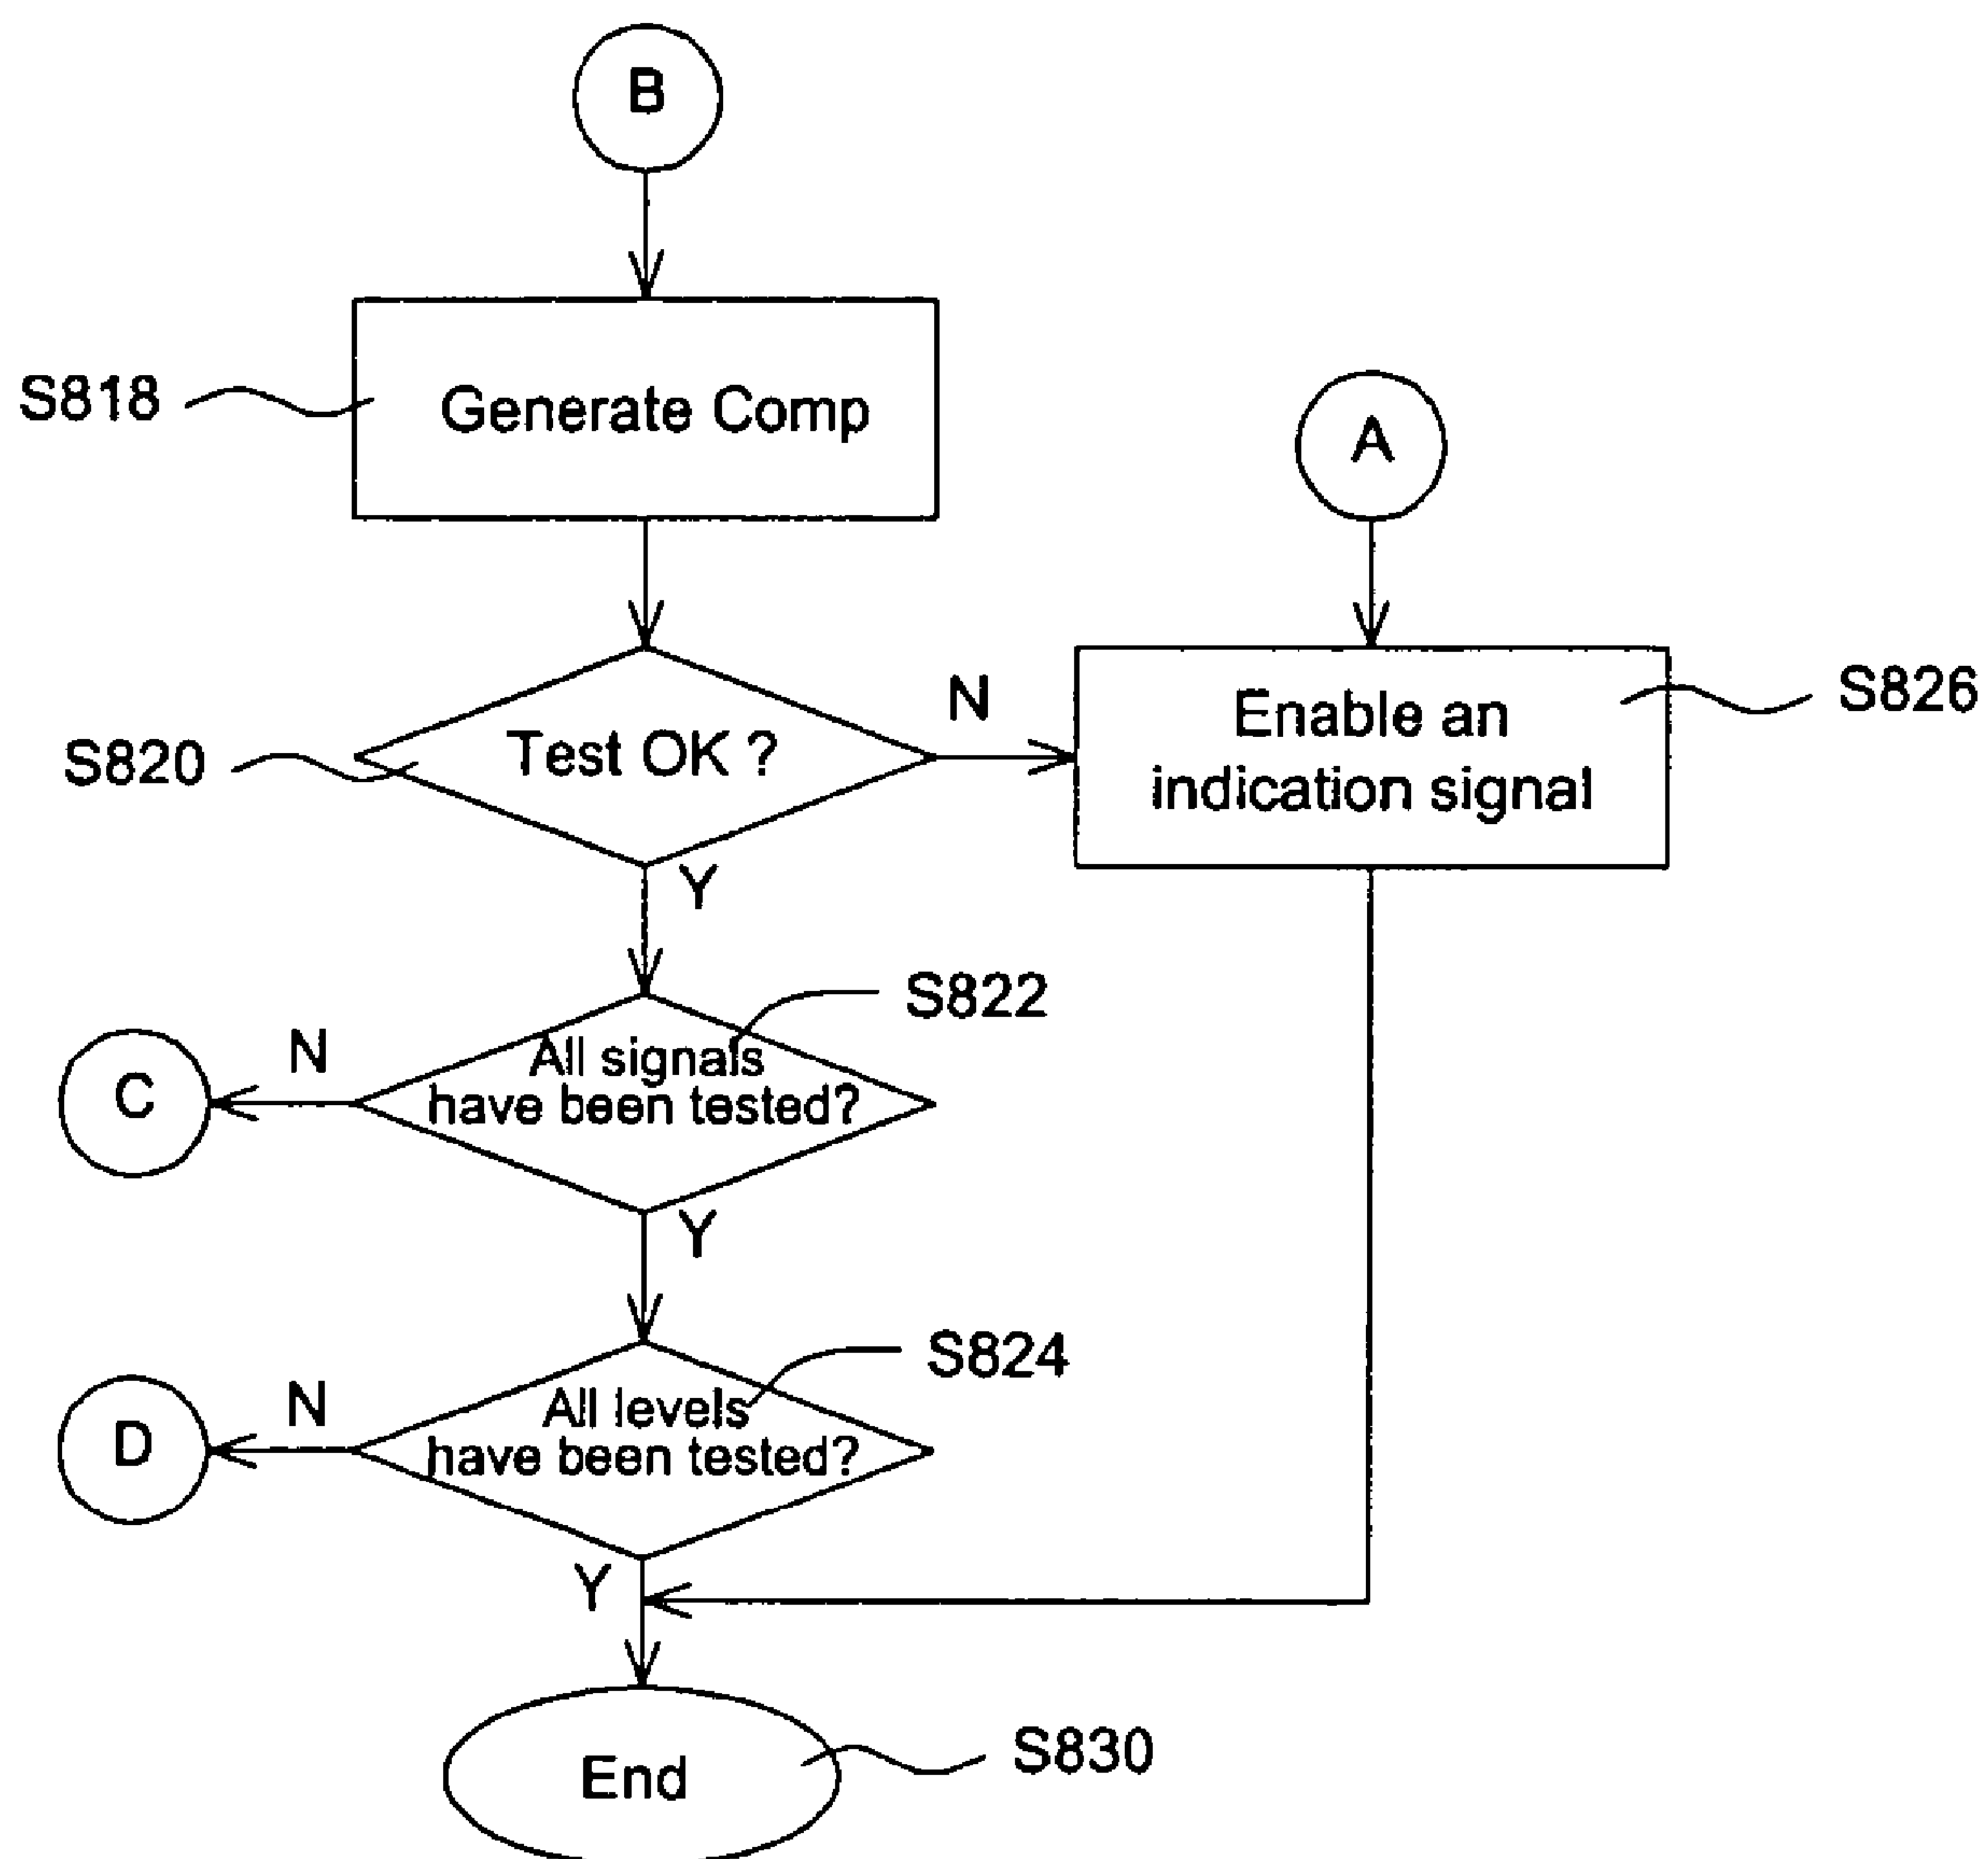 B
S818
Generate Comp
A
S820
Test OK ?
N
Enable an
indication signal
S826
Y
S822
C
N
All signals
have been tested?
Y
S824
D
N
All levels
have been tested?
Y
End
S830